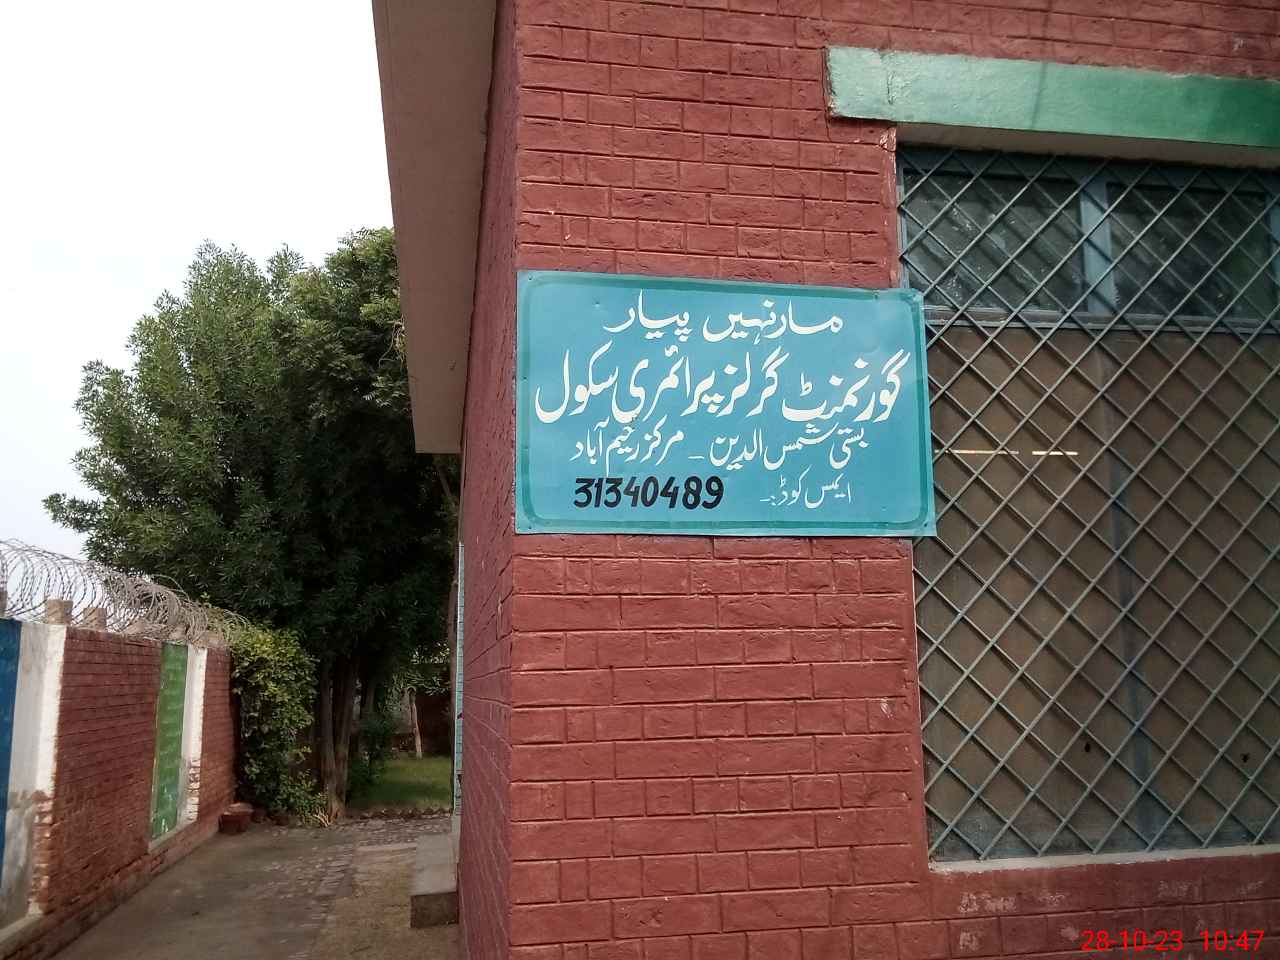 مار نہیں پیار
گورنمنٹ گرلز پرائمری سکول
بستی شمس الدین - مرکز رحیم آباد
ایمس کوڈ:- 31340489
28-10-23 10:47